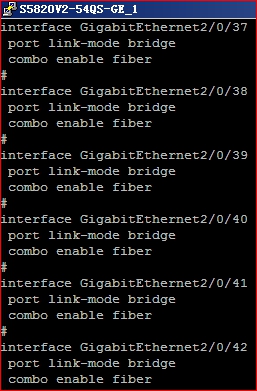 S5820V2-54QS-GE_1
interface GigabitEthernet2/0/37
 port link-mode bridge
 combo enable fiber
#
interface GigabitEthernet2/0/38
 port link-mode bridge
 combo enable fiber
#
interface GigabitEthernet2/0/39
 port link-mode bridge
 combo enable fiber
#
interface GigabitEthernet2/0/40
 port link-mode bridge
 combo enable fiber
#
interface GigabitEthernet2/0/41
 port link-mode bridge
 combo enable fiber
#
interface GigabitEthernet2/0/42
 port link-mode bridge
 combo enable fiber